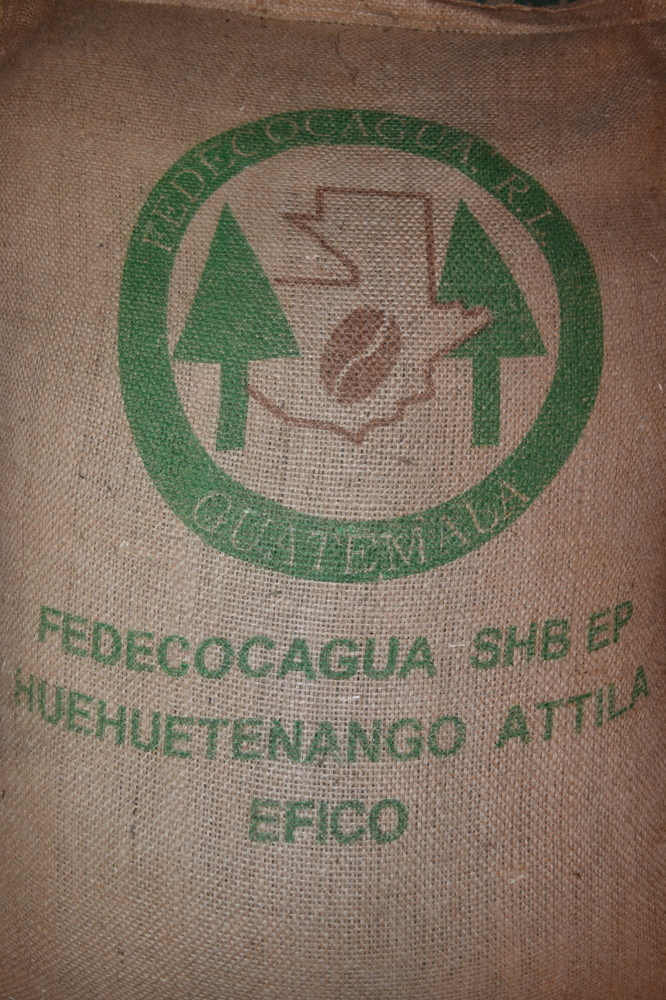 FEDECOCAGUA, R.L.
GUATEMALA
FEDECOCAGUA SHB EP
HUEHUETENANGO ATTILA
EFICO